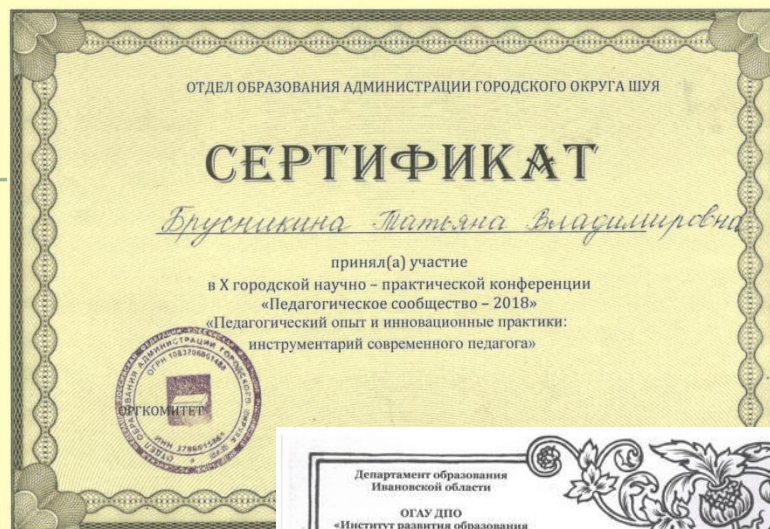 ОТДЕЛ ОБРАЗОВАНИЯ АДМИНИСТРАЦИИ ГОРОДСКОГО ОКРУГА ШУЯ
СЕРТИФИКАТ
Брусникина Татьяна Владимировна
принял(а) участие
в X городской научно – практической конференции
«Педагогическое сообщество – 2018»
«Педагогический опыт и инновационные практики:
инструментарий современного педагога»
ОРГКОМИТЕТ
Департамент образования
Ивановской области
ОГАУ ДПО
«Институт развития образования